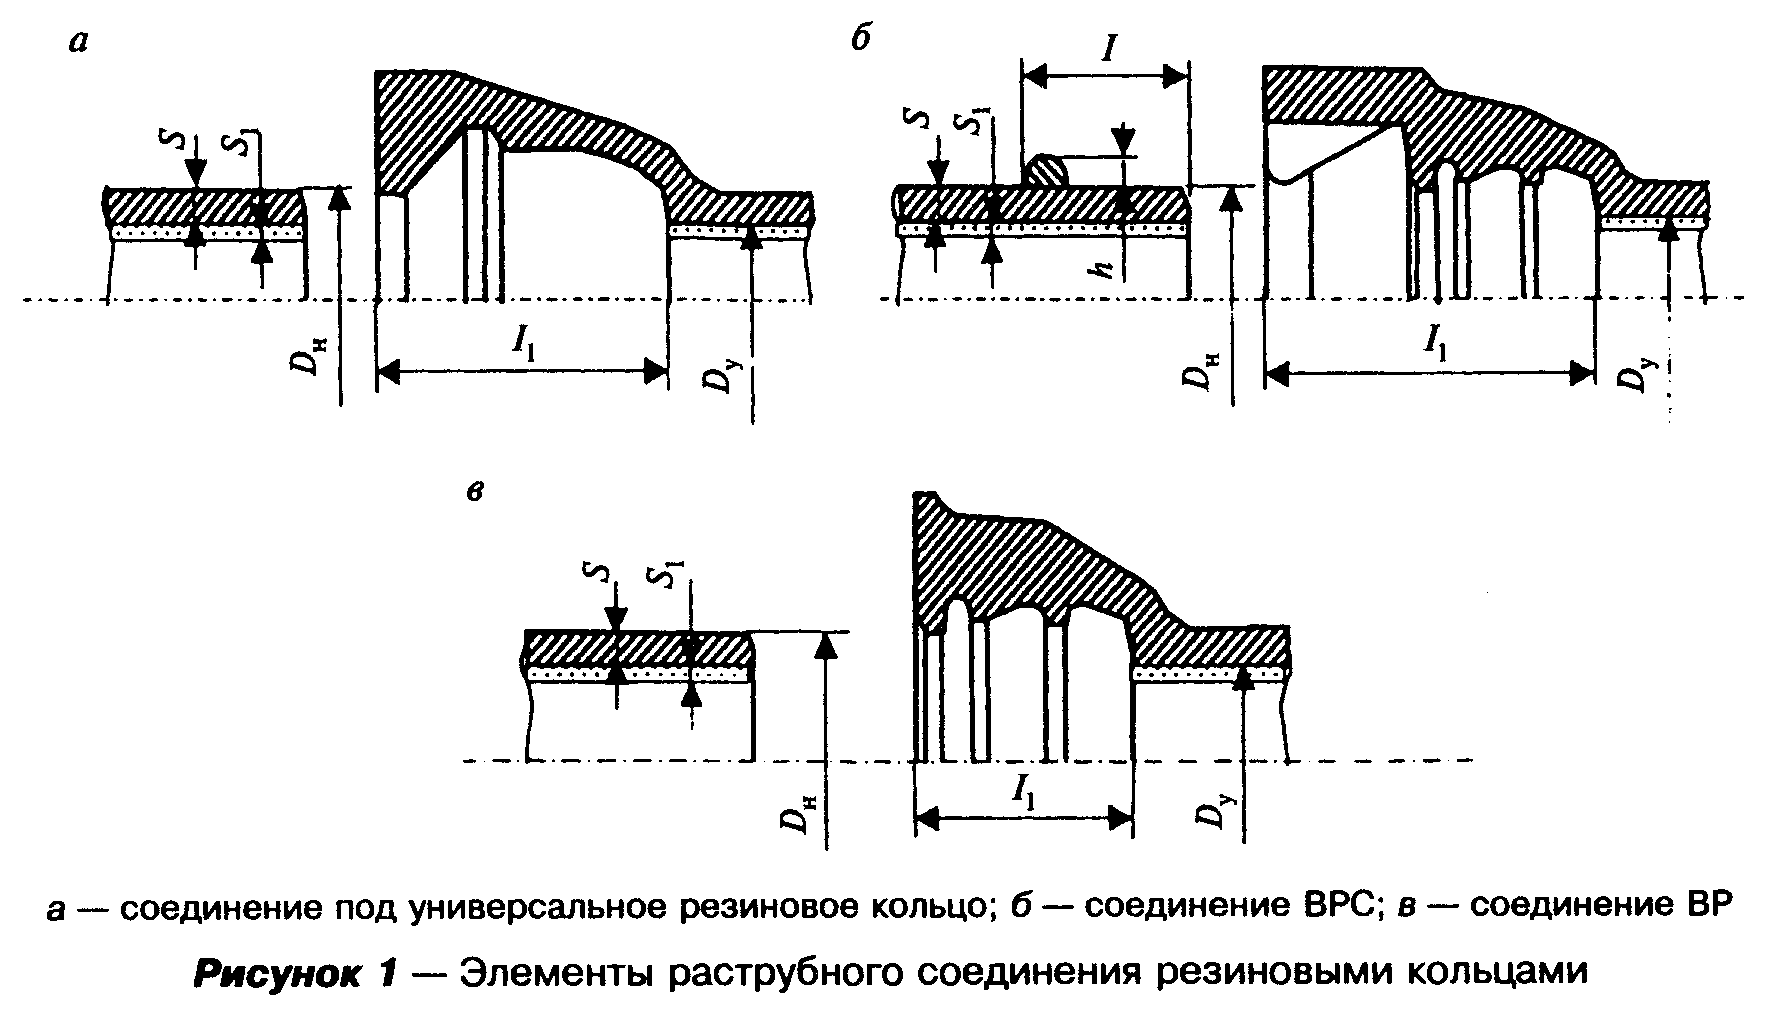 а
S
S₁
Dн
l₁
Dу
б
l
S
S₁
h
Dн
l₁
Dу
в
S
S₁
Dн
l₁
Dу
а — соединение под универсальное резиновое кольцо; б — соединение ВРС; в — соединение ВР
Рисунок 1 — Элементы раструбного соединения резиновыми кольцами